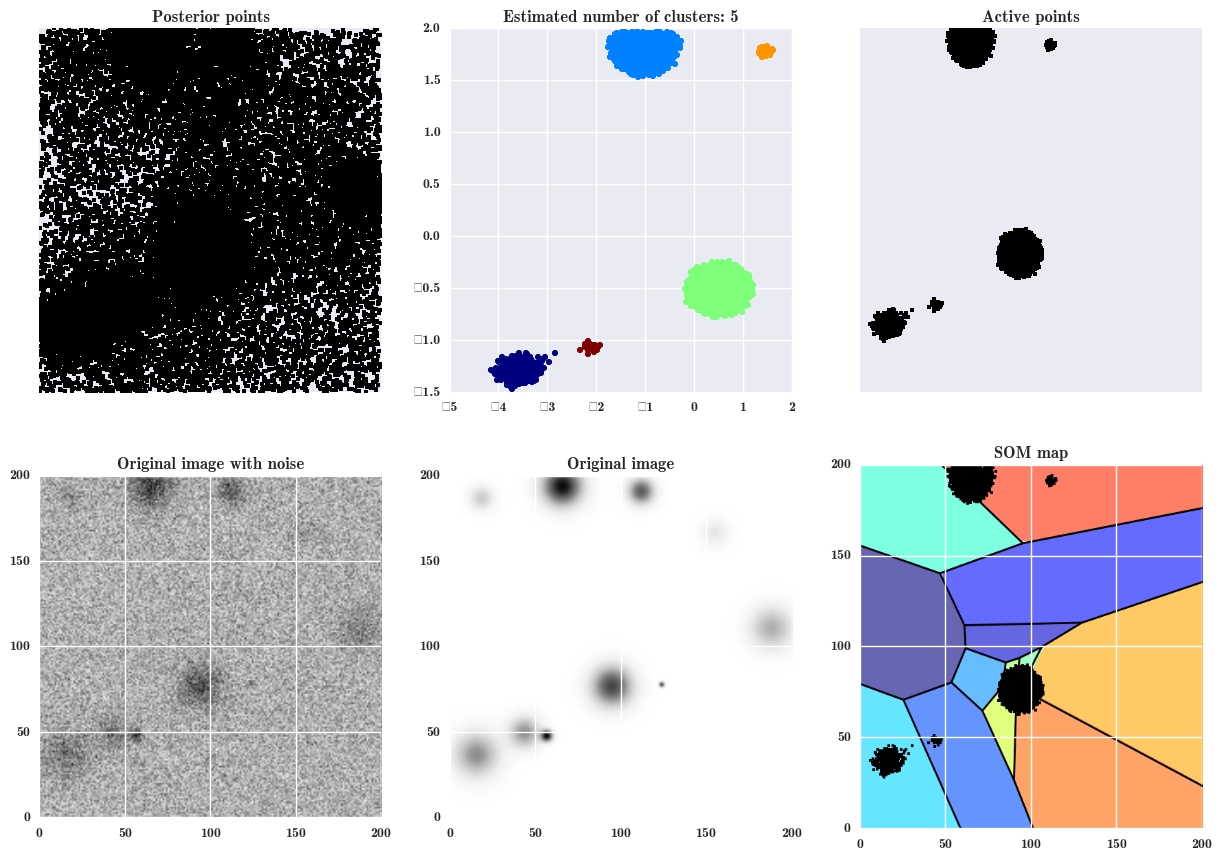 Posterior points
Estimated number of clusters: 5
Active points
2.0
1.5
1.0
0.5
0.0
□0.5
□1.0
□1.5
□5 □4 □3 □2 □1 0 1 2
Original image with noise
200
150
100
50
0
0 50 100 150 200
Original image
200
150
100
50
0
0 50 100 150 200
SOM map
200
150
100
50
0
0 50 100 150 200